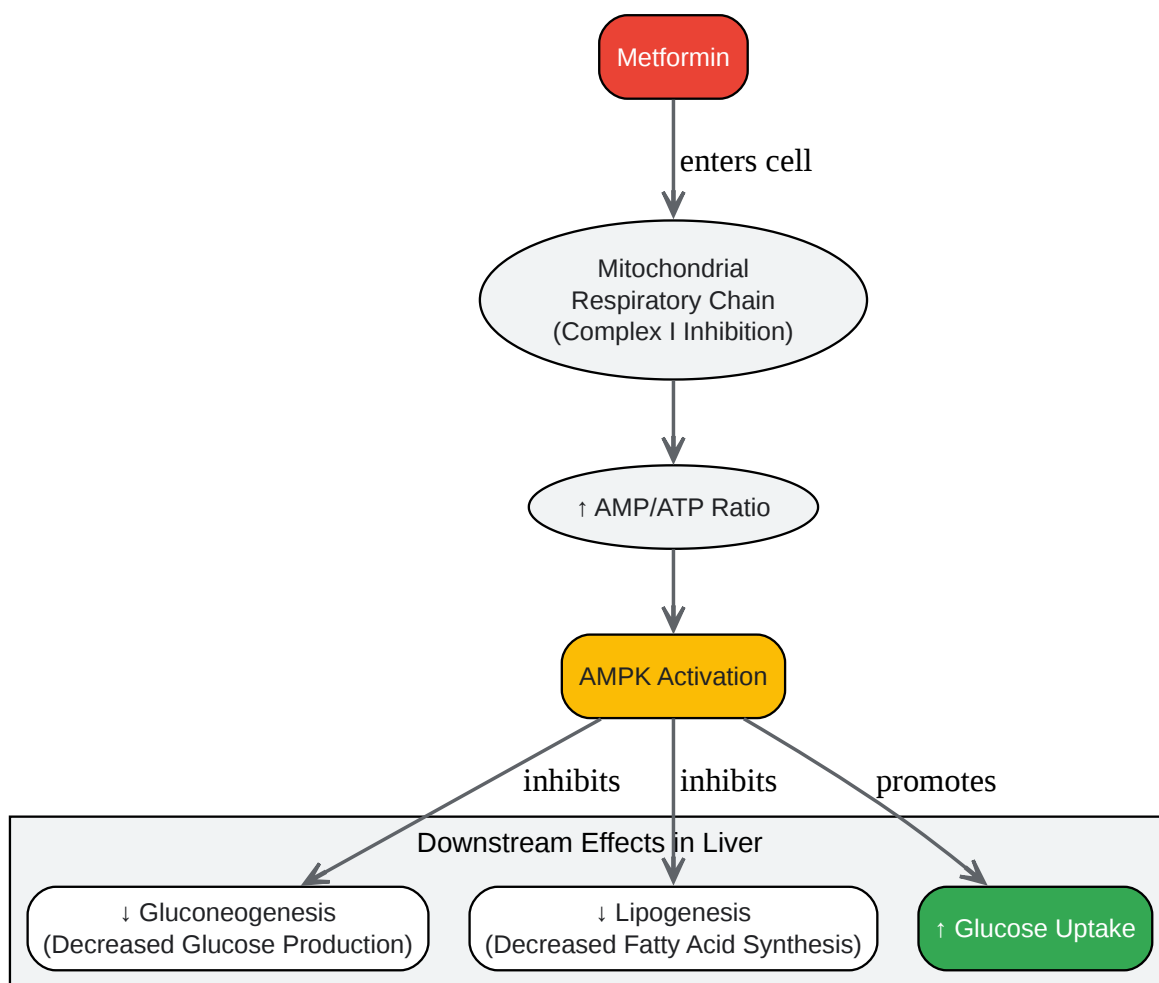 Metformin
enters cell
Mitochondrial
Respiratory Chain
(Complex I Inhibition)
↑ AMP/ATP Ratio
AMPK Activation
inhibits
inhibits
promotes
Downstream Effects in Liver
↓ Gluconeogenesis
(Decreased Glucose Production)
↓ Lipogenesis
(Decreased Fatty Acid Synthesis)
↑ Glucose Uptake